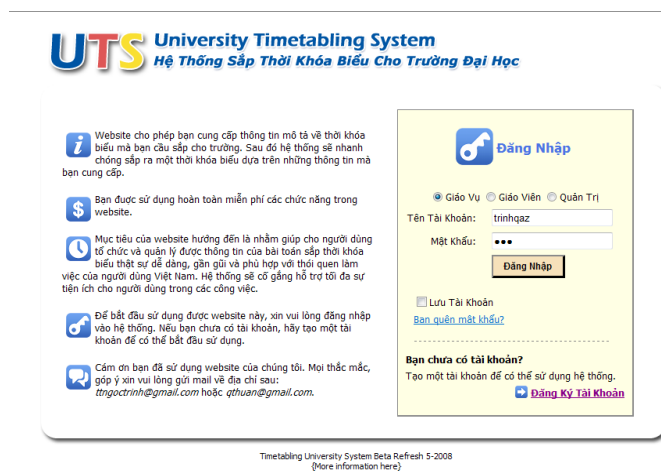 UTS University Timetabling System
Hệ Thống Sắp Thời Khóa Biểu Cho Trường Đại Học
Website cho phép bạn cung cấp thông tin mô tả về thời khóa
biểu mà bạn cầu sắp cho trường. Sau đó hệ thống sẽ nhanh
chóng sắp ra một thời khóa biểu dựa trên những thông tin mà
bạn cung cấp.
Bạn được sử dụng hoàn toàn miễn phí các chức năng trong
website.
Mục tiêu của website hướng đến là nhằm giúp cho người dùng
tổ chức và quản lý được thông tin của bài toán sắp thời khóa
biểu thật sự dễ dàng, gần gũi và phù hợp với thói quen làm
việc của người dùng Việt Nam. Hệ thống sẽ cố gắng hỗ trợ tối đa sự
tiện ích cho người dùng trong các công việc.
Để bắt đầu sử dụng được website này, xin vui lòng đăng nhập
vào hệ thống. Nếu bạn chưa có tài khoản, hãy tạo một tài
khoản để có thể bắt đầu sử dụng.
Cám ơn bạn đã sử dụng website của chúng tôi. Mọi thắc mắc,
góp ý xin vui lòng gửi mail về địa chỉ sau:
ttngoctrinh@gmail.com hoặc qthuan@gmail.com.
Đăng Nhập
Giáo Vụ Giáo Viên Quản Trị
Tên Tài Khoản: trinhqaz
Mật Khẩu: •••
Đăng Nhập
Lưu Tài Khoản
Bạn quên mật khẩu?
Bạn chưa có tài khoản?
Tạo một tài khoản để có thể sử dụng hệ thống.
Đăng Ký Tài Khoản
Timetabling University System Beta Refresh 5-2008
{More information here}